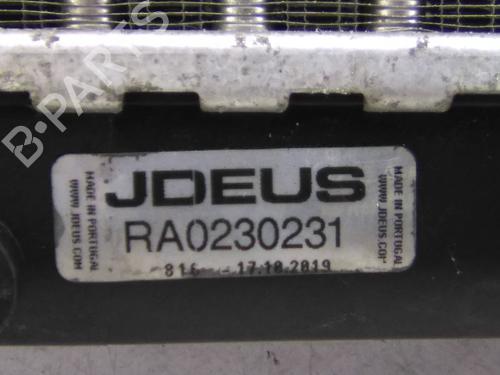 B-PARTS
MADE IN PORTUGAL
WWW.JDEUS.COM
JDEUS
RA0230231
17.10.2019
MADE IN PORTUGAL
WWW.JDEUS.COM